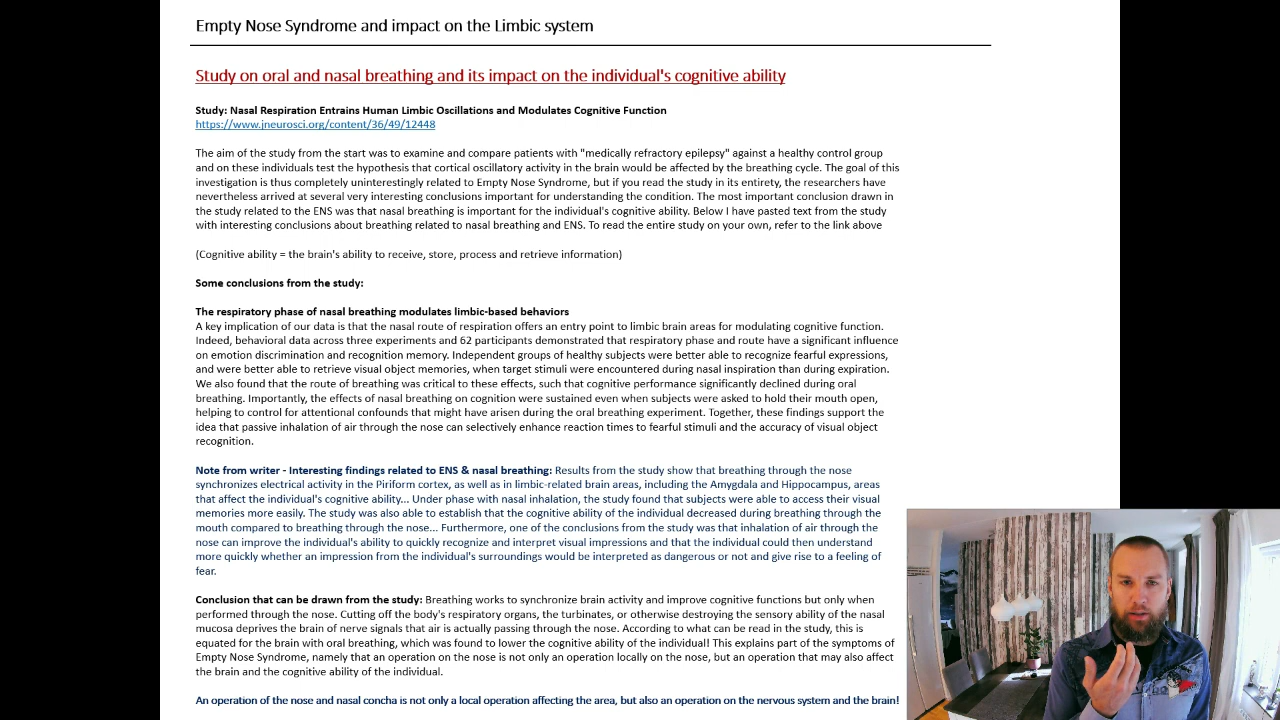 Empty Nose Syndrome and impact on the Limbic system
Study on oral and nasal breathing and its impact on the individual's cognitive ability
Study: Nasal Respiration Entrains Human Limbic Oscillations and Modulates Cognitive Function
https://www.jneurosci.org/content/36/49/12448
The aim of the study from the start was to examine and compare patients with "medically refractory epilepsy" against a healthy control group
and on these individuals test the hypothesis that cortical oscillatory activity in the brain would be affected by the breathing cycle. The goal of this
investigation is thus completely uninterestingly related to Empty Nose Syndrome, but if you read the study in its entirety, the researchers have
nevertheless arrived at several very interesting conclusions important for understanding the condition. The most important conclusion drawn in
the study related to the ENS was that nasal breathing is important for the individual's cognitive ability. Below I have pasted text from the study
with interesting conclusions about breathing related to nasal breathing and ENS. To read the entire study on your own, refer to the link above
(Cognitive ability = the brain's ability to receive, store, process and retrieve information)
Some conclusions from the study:
The respiratory phase of nasal breathing modulates limbic-based behaviors
A key implication of our data is that the nasal route of respiration offers an entry point to limbic brain areas for modulating cognitive function.
Indeed, behavioral data across three experiments and 62 participants demonstrated that respiratory phase and route have a significant influence
on emotion discrimination and recognition memory. Independent groups of healthy subjects were better able to recognize fearful expressions,
and were better able to retrieve visual object memories, when target stimuli were encountered during nasal inspiration than during expiration.
We also found that the route of breathing was critical to these effects, such that cognitive performance significantly declined during oral
breathing. Importantly, the effects of nasal breathing on cognition were sustained even when subjects were asked to hold their mouth open,
helping to control for attentional confounds that might have arisen during the oral breathing experiment. Together, these findings support the
idea that passive inhalation of air through the nose can selectively enhance reaction times to fearful stimuli and the accuracy of visual object
recognition.
Note from writer - Interesting findings related to ENS & nasal breathing: Results from the study show that breathing through the nose
synchronizes electrical activity in the Piriform cortex, as well as in limbic-related brain areas, including the Amygdala and Hippocampus, areas
that affect the individual's cognitive ability... Under phase with nasal inhalation, the study found that subjects were able to access their visual
memories more easily. The study was also able to establish that the cognitive ability of the individual decreased during breathing through the
mouth compared to breathing through the nose... Furthermore, one of the conclusions from the study was that inhalation of air through the
nose can improve the individual's ability to quickly recognize and interpret visual impressions and that the individual could then understand
more quickly whether an impression from the individual's surroundings would be interpreted as dangerous or not and give rise to a feeling of
fear.
Conclusion that can be drawn from the study: Breathing works to synchronize brain activity and improve cognitive functions but only when
performed through the nose. Cutting off the body's respiratory organs, the turbinates, or otherwise destroying the sensory ability of the nasal
mucosa deprives the brain of nerve signals that air is actually passing through the nose. According to what can be read in the study, this is
equated for the brain with oral breathing, which was found to lower the cognitive ability of the individual! This explains part of the symptoms of
Empty Nose Syndrome, namely that an operation on the nose is not only an operation locally on the nose, but an operation that may also affect
the brain and the cognitive ability of the individual.
An operation of the nose and nasal concha is not only a local operation affecting the area, but also an operation on the nervous system and the brain!